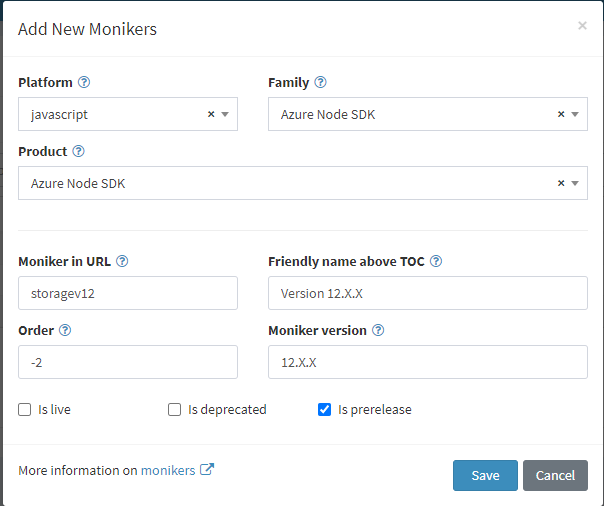 Add New Monikers ×
Platform ? Family ?
javascript × Azure Node SDK ×
Product ?
Azure Node SDK ×
Moniker in URL ? Friendly name above TOC ?
storagev12 Version 12.X.X
Order ? Moniker version ?
-2 12.X.X
Is live Is deprecated Is prerelease
More information on monikers Save Cancel